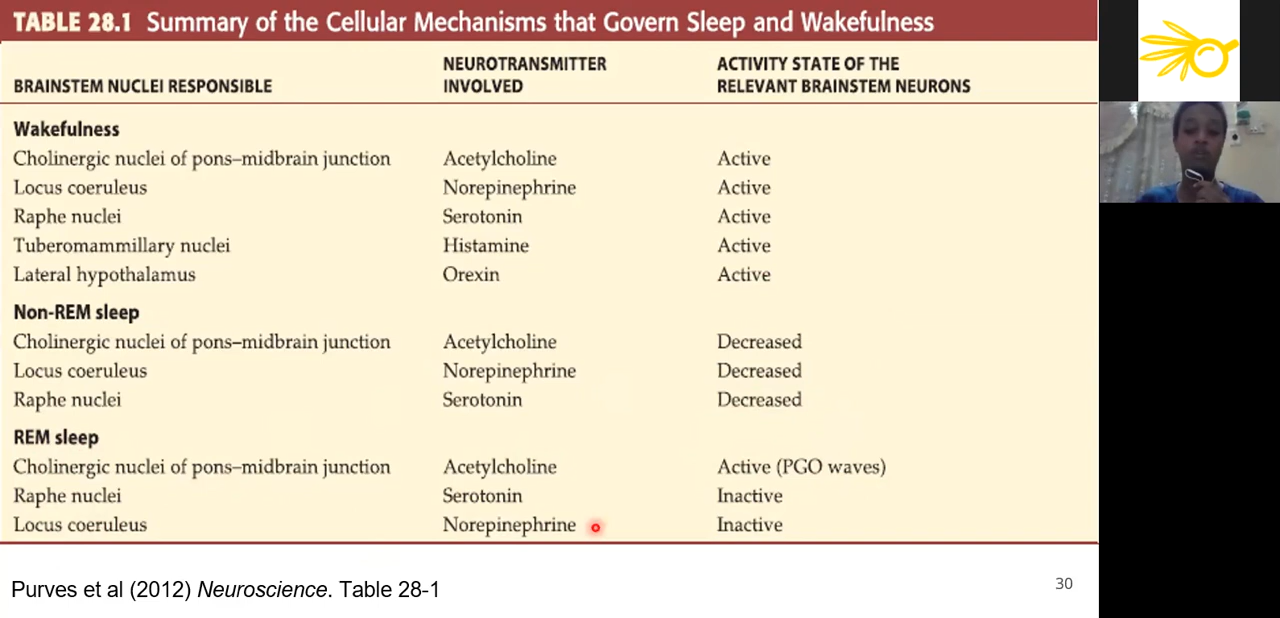 TABLE 28.1 Summary of the Cellular Mechanisms that Govern Sleep and Wakefulness
BRAINSTEM NUCLEI RESPONSIBLE NEUROTRANSMITTER INVOLVED ACTIVITY STATE OF THE RELEVANT BRAINSTEM NEURONS
Wakefulness
Cholinergic nuclei of pons–midbrain junction Acetylcholine Active
Locus coeruleus Norepinephrine Active
Raphe nuclei Serotonin Active
Tuberomammillary nuclei Histamine Active
Lateral hypothalamus Orexin Active
Non-REM sleep
Cholinergic nuclei of pons–midbrain junction Acetylcholine Decreased
Locus coeruleus Norepinephrine Decreased
Raphe nuclei Serotonin Decreased
REM sleep
Cholinergic nuclei of pons–midbrain junction Acetylcholine Active (PGO waves)
Raphe nuclei Serotonin Inactive
Locus coeruleus Norepinephrine Inactive
Purves et al (2012) Neuroscience. Table 28-1
30